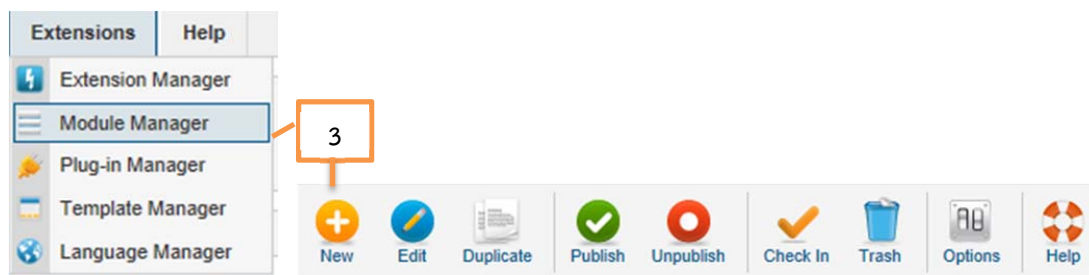 Extensions Help
Extension Manager
Module Manager
3
Plug-in Manager
Template Manager
Language Manager
New Edit Duplicate Publish Unpublish Check In Trash Options Help